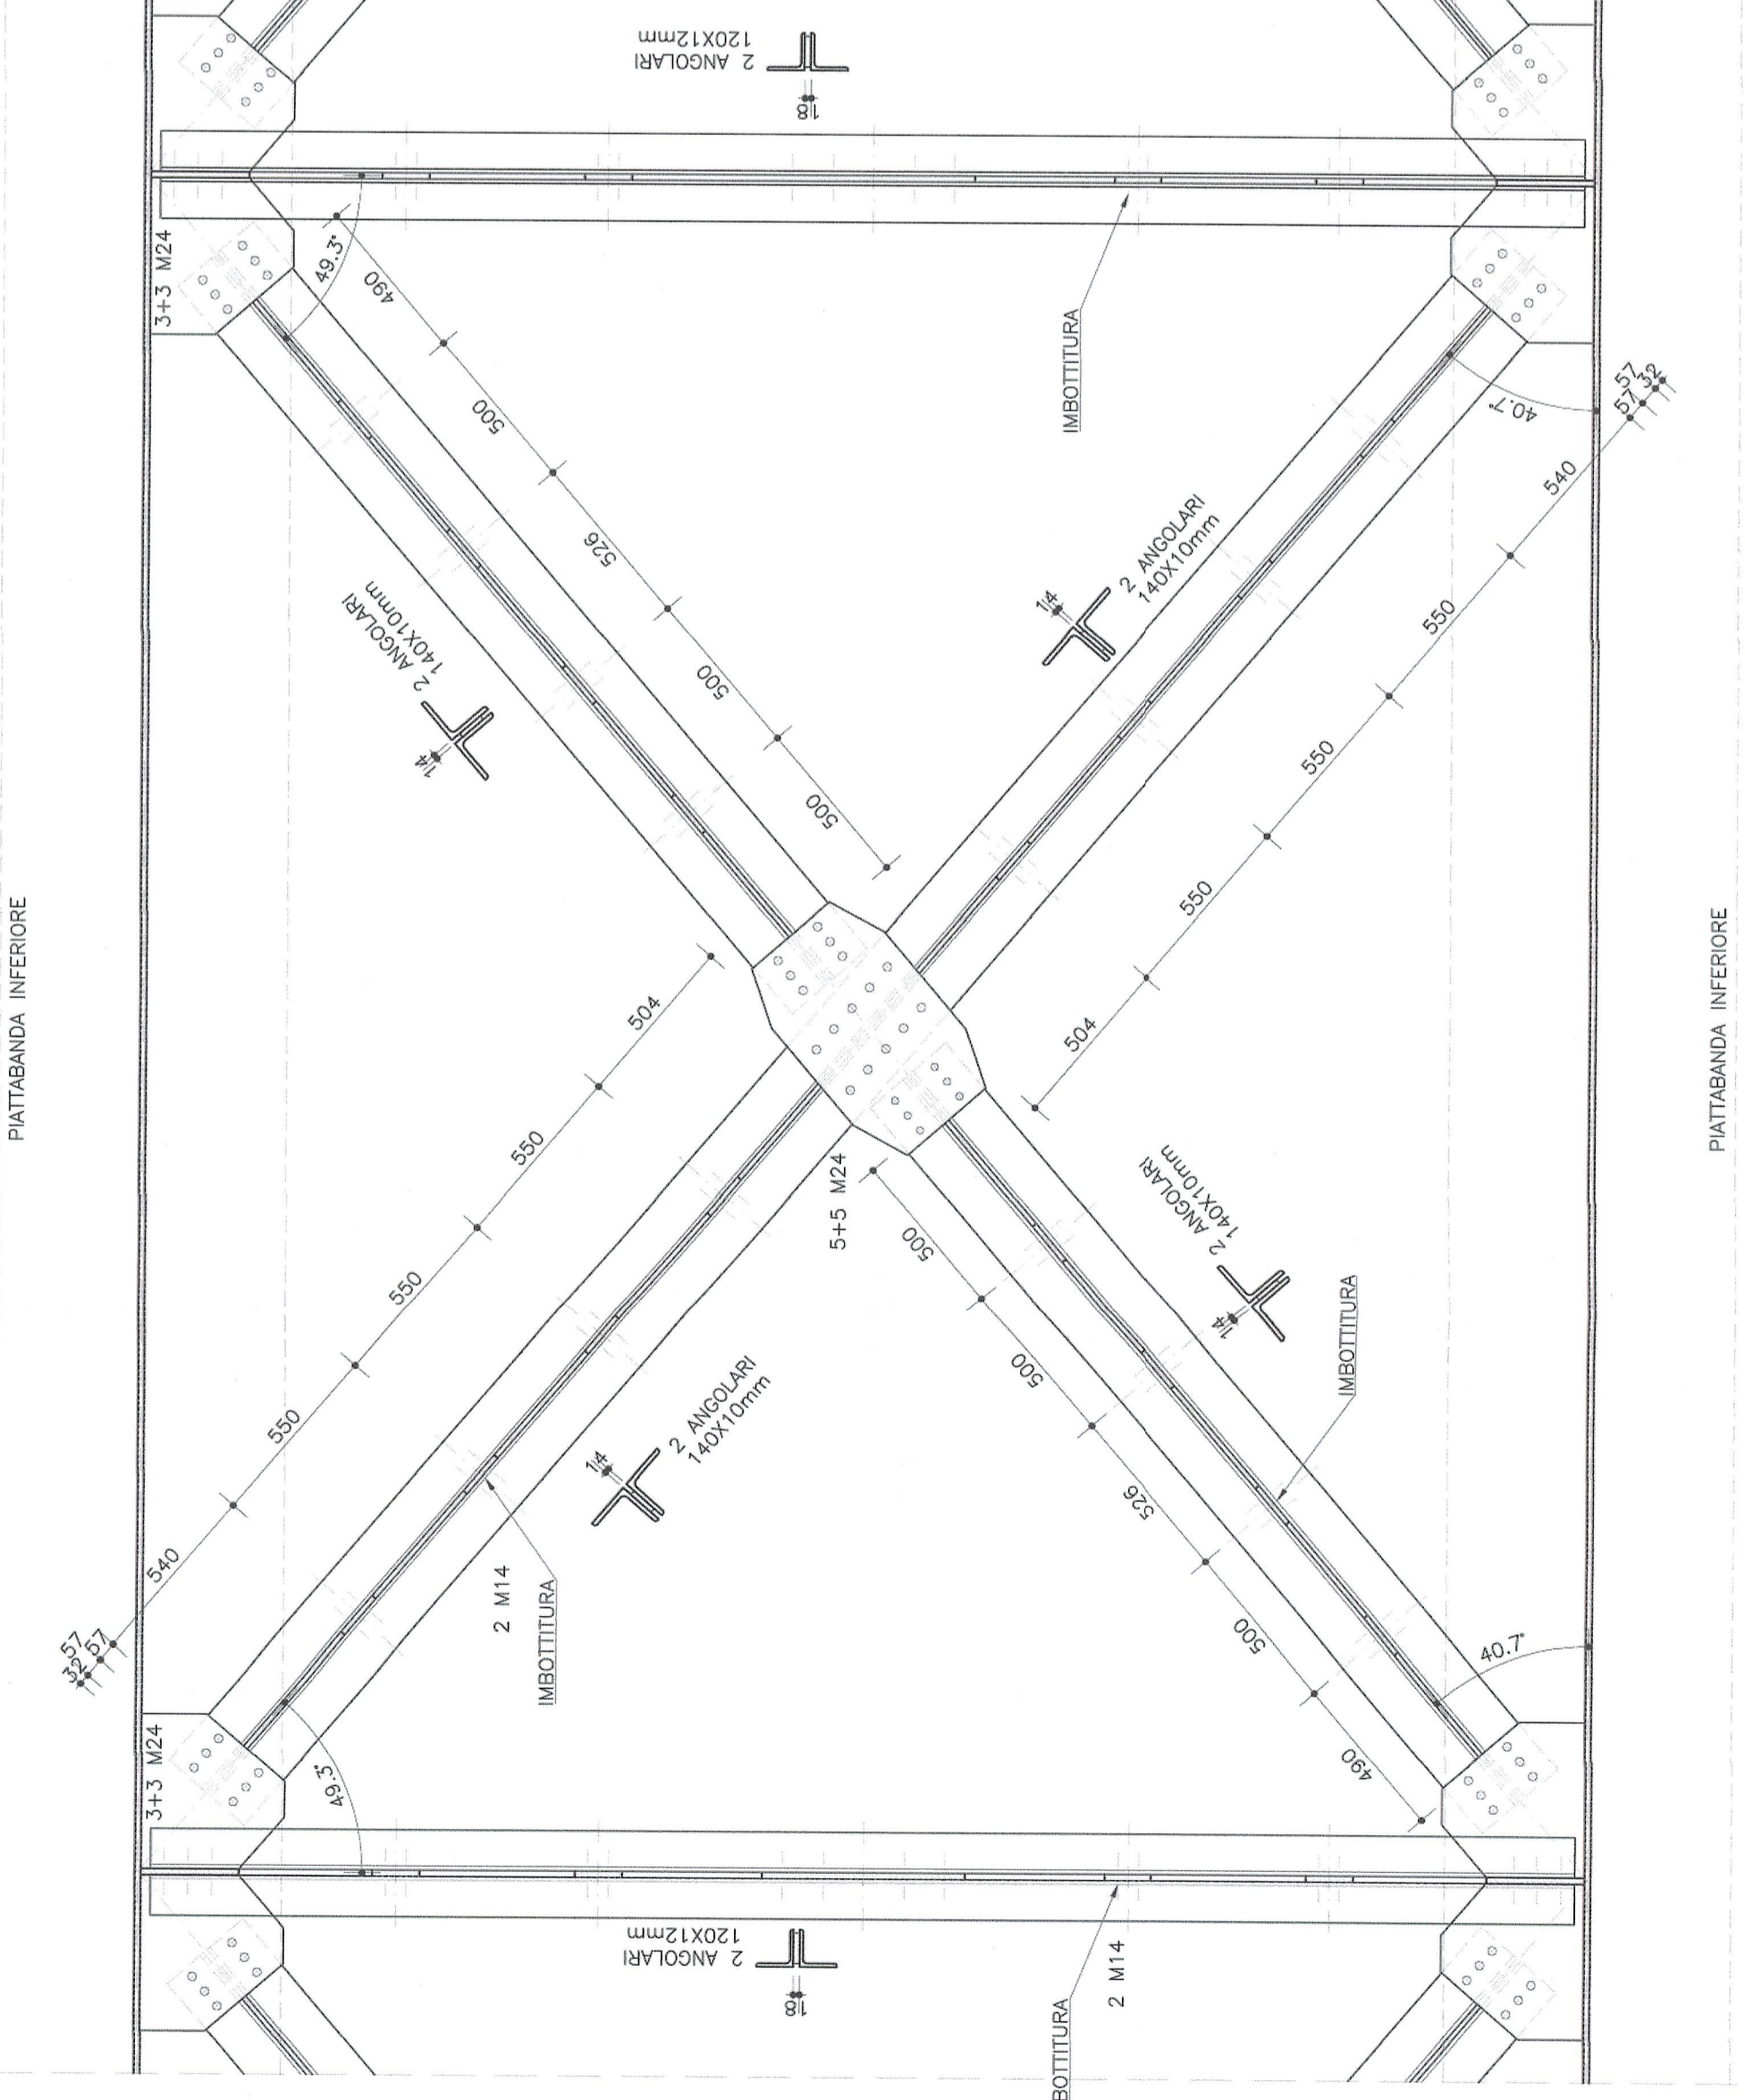 2 ANGOLARI
120X12mm
18
3+3 M24
49.3°
490
500
526
500
500
IMBOTTITURA
40.7°
57
57
32
540
550
550
550
504
2 ANGOLARI
140X10mm
14
2 ANGOLARI
140X10mm
14
PIATTABANDA INFERIORE
PIATTABANDA INFERIORE
504
550
550
550
540
57
57
32
5+5 M24
500
500
526
500
490
2 ANGOLARI
140X10mm
14
IMBOTTITURA
2 ANGOLARI
140X10mm
14
2 M14
IMBOTTITURA
40.7°
3+3 M24
49.3°
2 ANGOLARI
120X12mm
18
2 M14
BOTTITURA